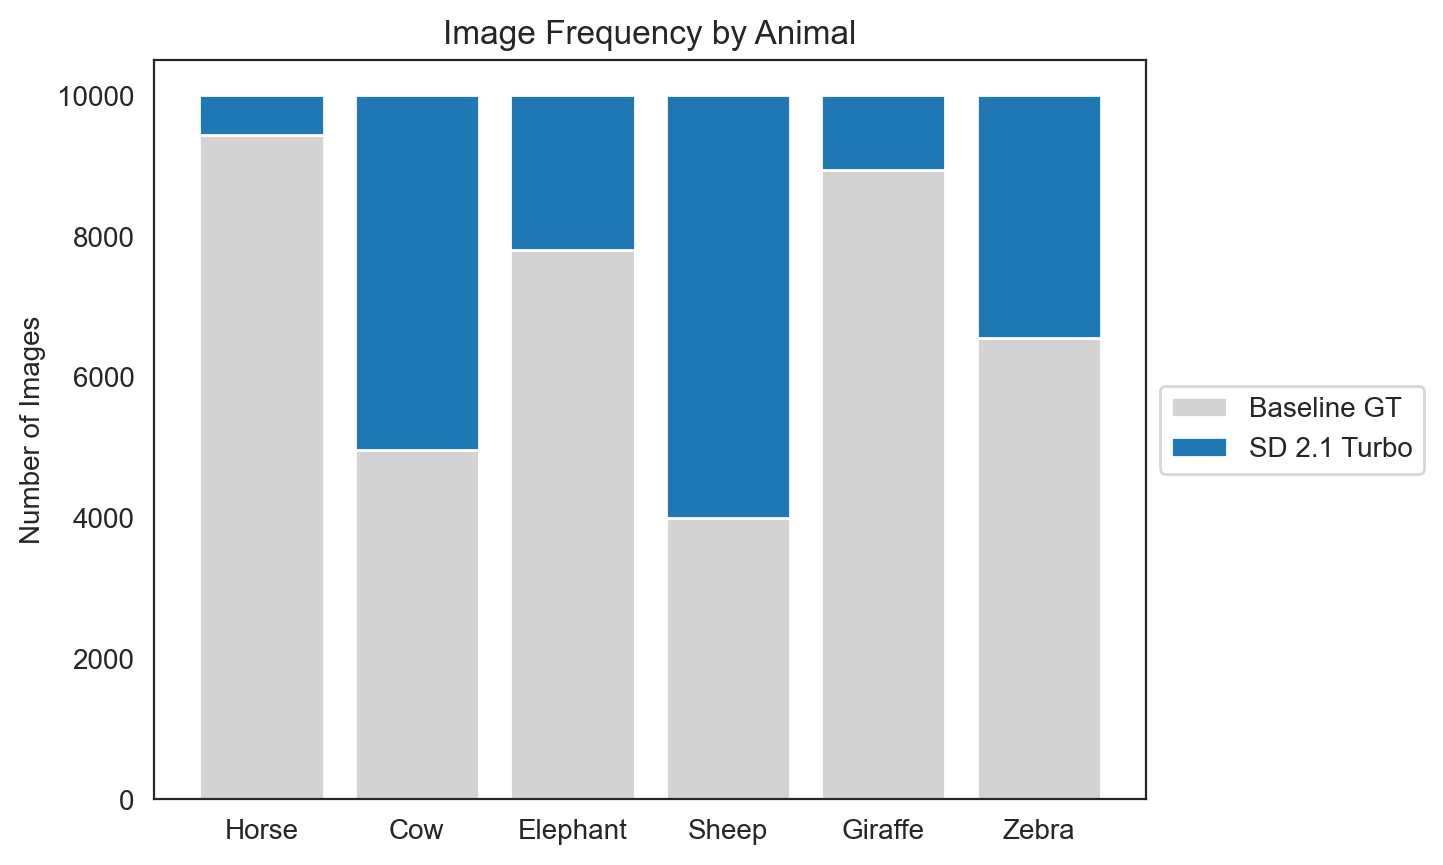 Image Frequency by Animal
10000
8000
6000
4000
2000
0
Number of Images
Horse Cow Elephant Sheep Giraffe Zebra
Baseline GT
SD 2.1 Turbo